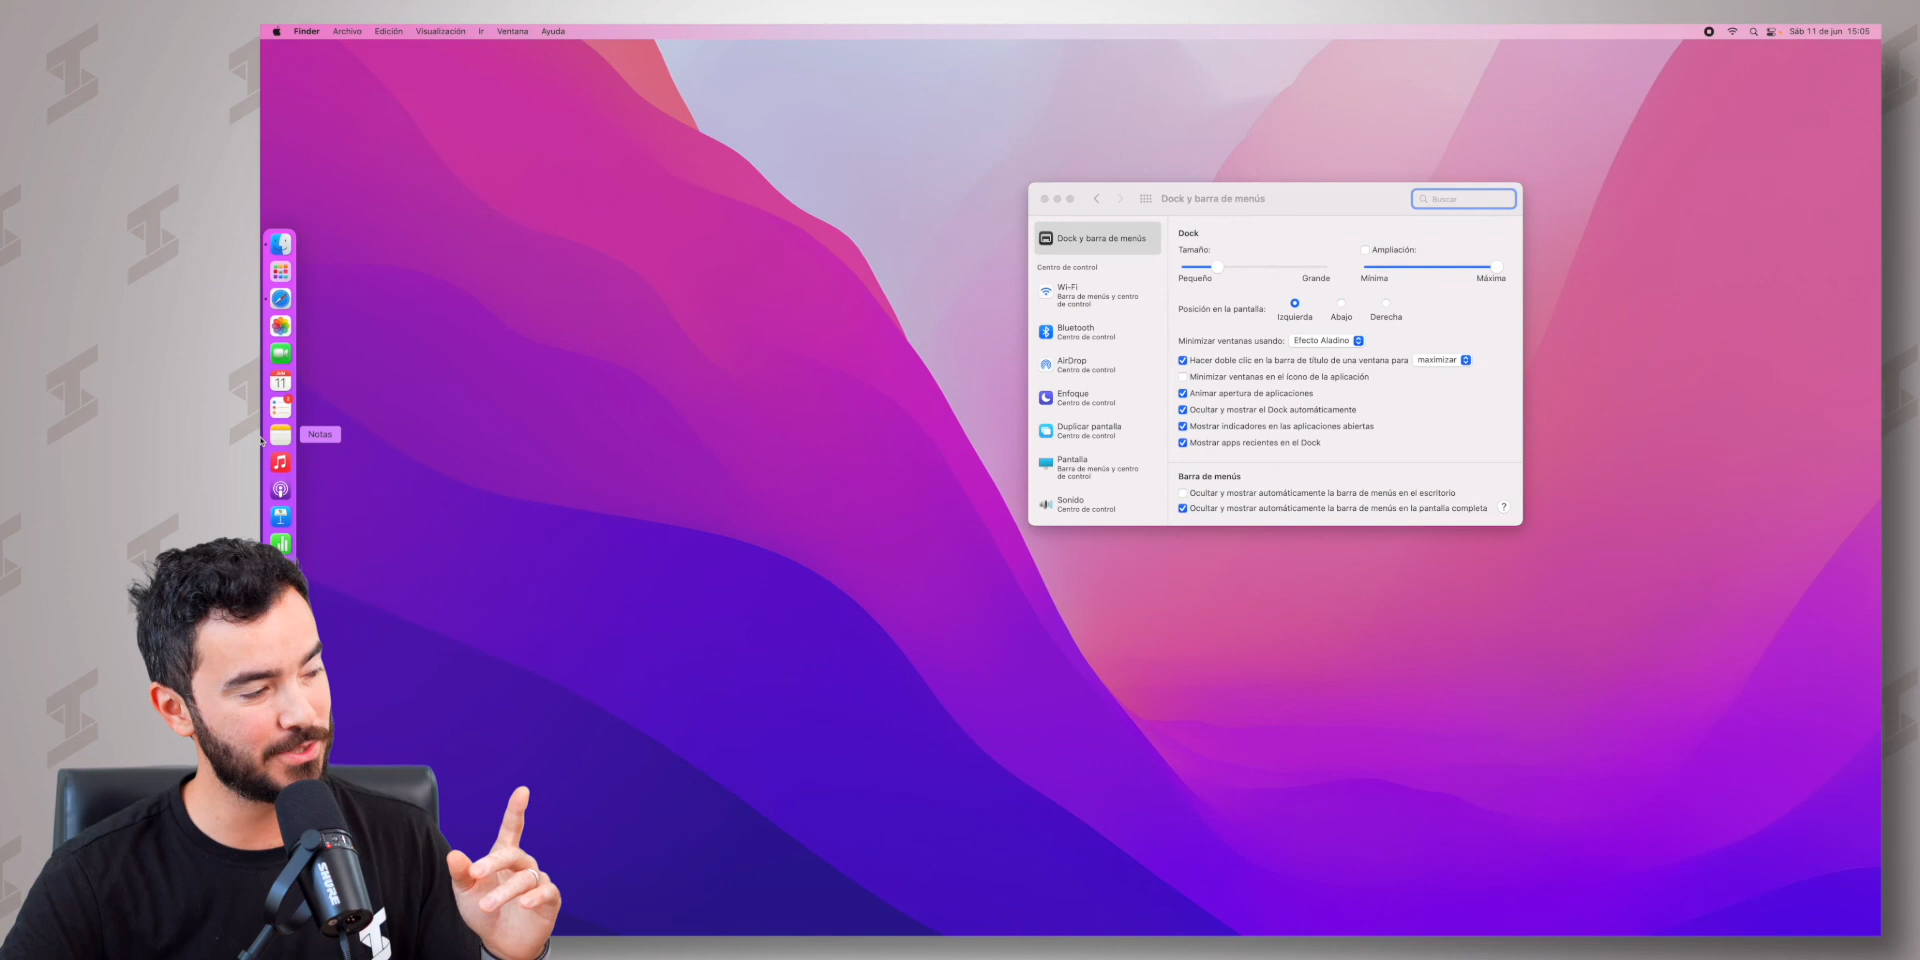 Finder Archivo Edición Visualización Ir Ventana Ayuda
Sáb 11 de jun 15:05
Dock y barra de menús
Buscar
Dock y barra de menús
Centro de control
Wi-Fi
Barra de menús y centro
de control
Bluetooth
Centro de control
AirDrop
Centro de control
Enfoque
Centro de control
Duplicar pantalla
Centro de control
Pantalla
Barra de menús y centro
de control
Sonido
Centro de control
Dock
Tamaño:
Ampliación:
Pequeño Grande
Mínima Máxima
Posición en la pantalla:
Izquierda Abajo Derecha
Minimizar ventanas usando: Efecto Aladino
Hacer doble clic en la barra de título de una ventana para maximizar
Minimizar ventanas en el ícono de la aplicación
Animar apertura de aplicaciones
Ocultar y mostrar el Dock automáticamente
Mostrar indicadores en las aplicaciones abiertas
Mostrar apps recientes en el Dock
Barra de menús
Ocultar y mostrar automáticamente la barra de menús en el escritorio
Ocultar y mostrar automáticamente la barra de menús en la pantalla completa
?
JUN
11
Notas
SHURE